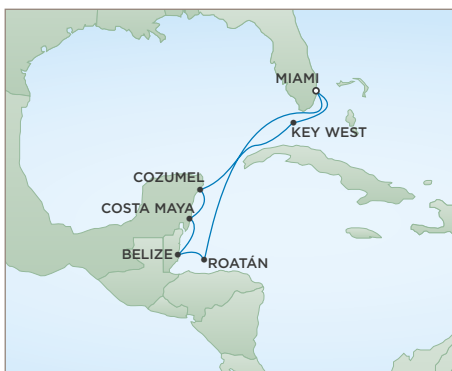 MIAMI
KEY WEST
COZUMEL
COSTA MAYA
BELIZE
ROATÁN